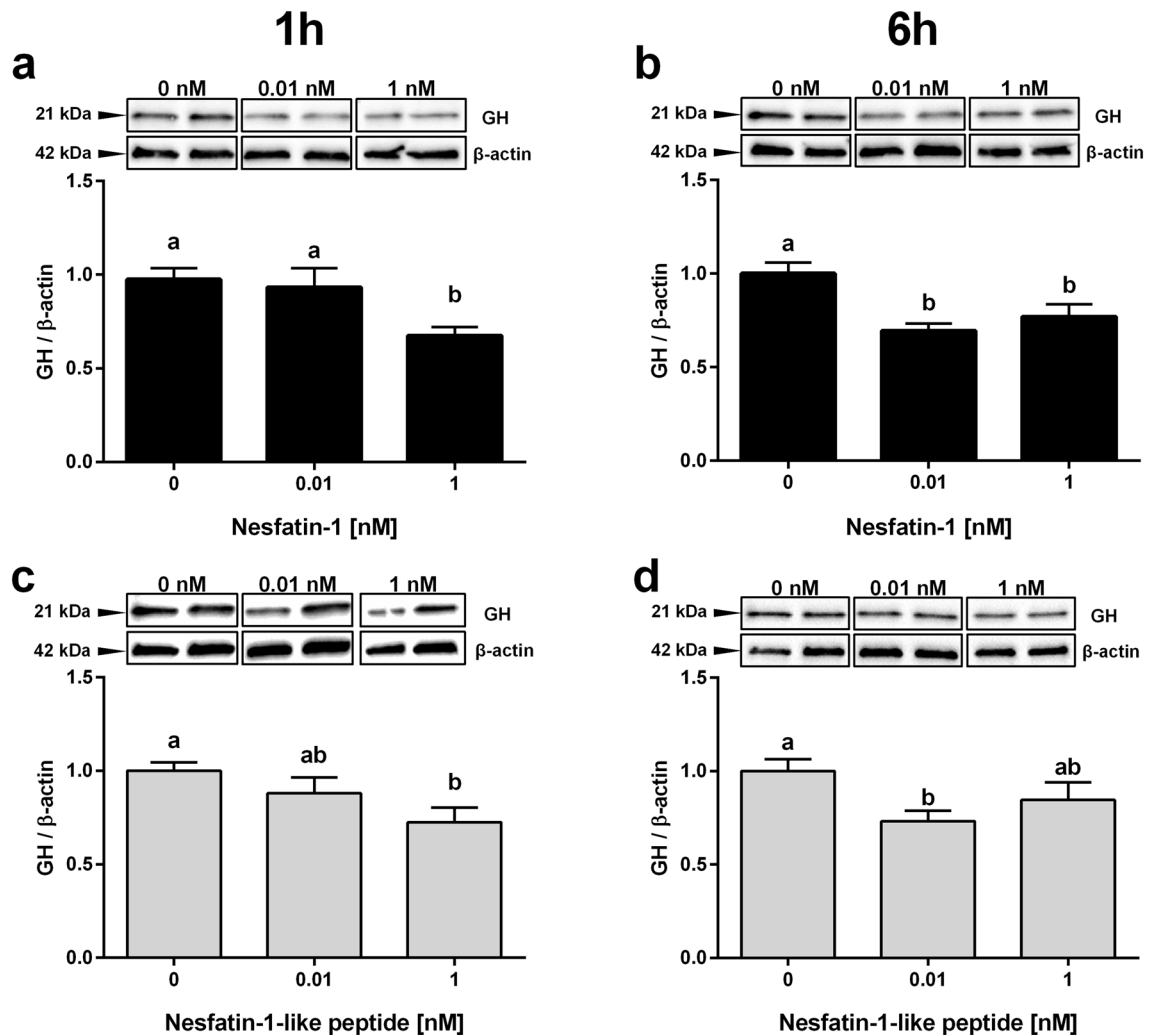 1h
6h
a
0 nM 0.01 nM 1 nM
21 kDa GH
42 kDa β-actin
1.5
1.0
0.5
0.0
GH / β-actin
a a b
0 0.01 1
Nesfatin-1 [nM]
b
0 nM 0.01 nM 1 nM
21 kDa GH
42 kDa β-actin
1.5
1.0
0.5
0.0
GH / β-actin
a b b
0 0.01 1
Nesfatin-1 [nM]
c
0 nM 0.01 nM 1 nM
21 kDa GH
42 kDa β-actin
1.5
1.0
0.5
0.0
GH / β-actin
a ab b
0 0.01 1
Nesfatin-1-like peptide [nM]
d
0 nM 0.01 nM 1 nM
21 kDa GH
42 kDa β-actin
1.5
1.0
0.5
0.0
GH / β-actin
a b ab
0 0.01 1
Nesfatin-1-like peptide [nM]